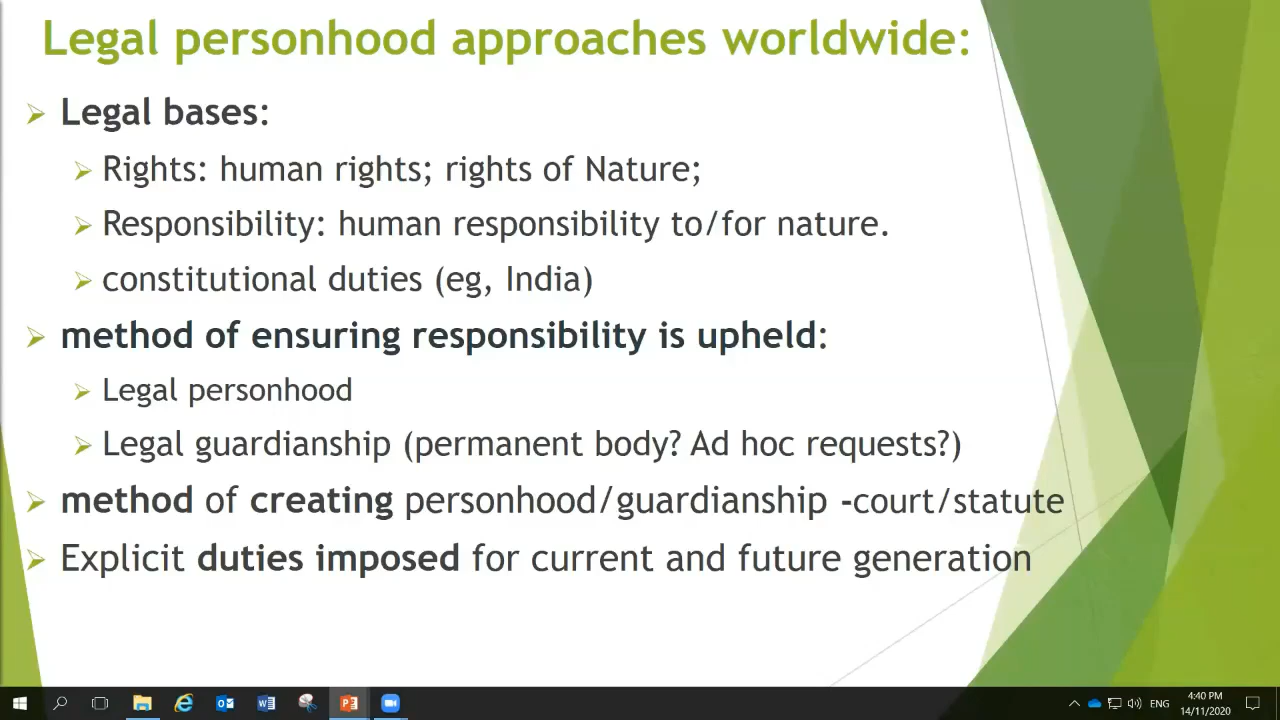 Legal personhood approaches worldwide:
Legal bases:
Rights: human rights; rights of Nature;
Responsibility: human responsibility to/for nature.
constitutional duties (eg, India)
method of ensuring responsibility is upheld:
Legal personhood
Legal guardianship (permanent body? Ad hoc requests?)
method of creating personhood/guardianship -court/statute
Explicit duties imposed for current and future generation
ENG
4:40 PM
14/11/2020